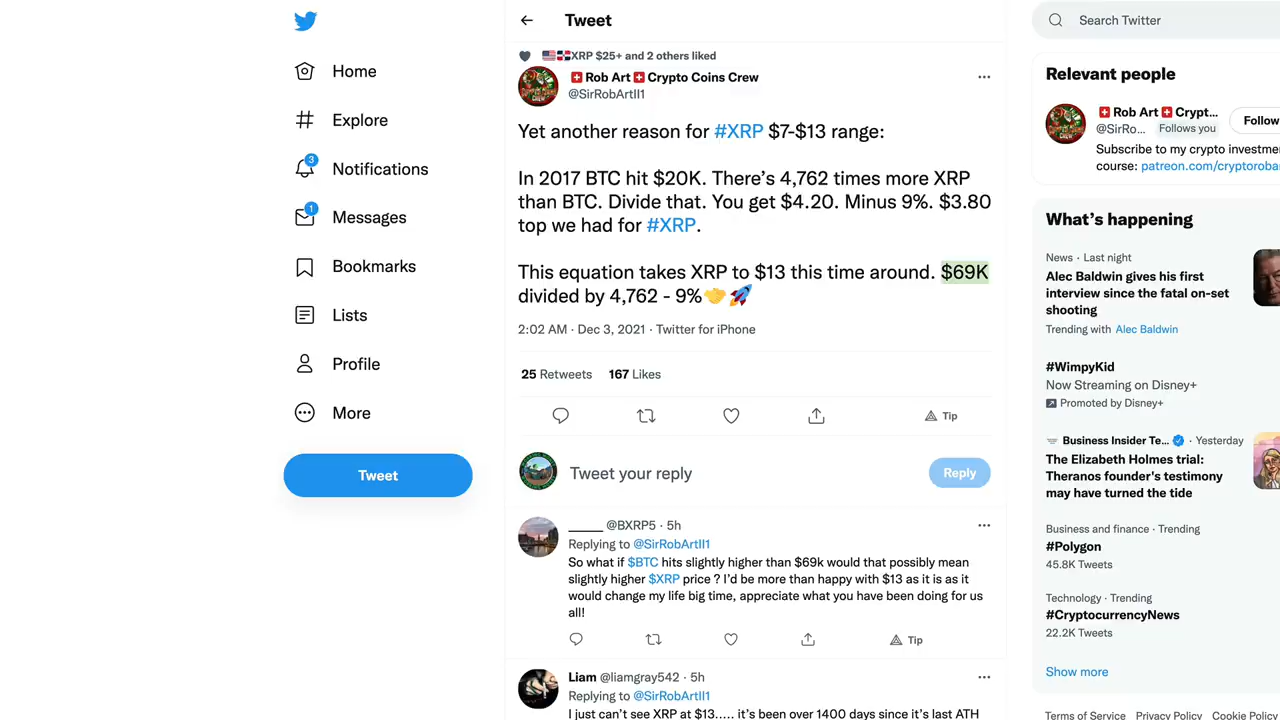 Home
Explore
3
Notifications
1
Messages
Bookmarks
Lists
Profile
More
Tweet
Tweet
XRP $25+ and 2 others liked
Rob Art Crypto Coins Crew
@SirRobArtII1
Yet another reason for #XRP $7-$13 range:
In 2017 BTC hit $20K. There’s 4,762 times more XRP
than BTC. Divide that. You get $4.20. Minus 9%. $3.80
top we had for #XRP.
This equation takes XRP to $13 this time around. $69K
divided by 4,762 - 9%🤝🚀
2:02 AM · Dec 3, 2021 · Twitter for iPhone
25 Retweets 167 Likes
Tip
Tweet your reply
Reply
_____ @BXRP5 · 5h
Replying to @SirRobArtII1
So what if $BTC hits slightly higher than $69k would that possibly mean
slightly higher $XRP price ? I’d be more than happy with $13 as it is as it
would change my life big time, appreciate what you have been doing for us
all!
Tip
Liam @liamgray542 · 5h
Replying to @SirRobArtII1
I just can’t see XRP at $13..... it’s been over 1400 days since it’s last ATH
Search Twitter
Relevant people
Rob Art Crypt...
@SirRo... Follows you
Follow
Subscribe to my crypto investme
course: patreon.com/cryptoroba
What’s happening
News · Last night
Alec Baldwin gives his first
interview since the fatal on-set
shooting
Trending with Alec Baldwin
#WimpyKid
Now Streaming on Disney+
Promoted by Disney+
Business Insider Te... · Yesterday
The Elizabeth Holmes trial:
Theranos founder's testimony
may have turned the tide
Business and finance · Trending
#Polygon
45.8K Tweets
Technology · Trending
#CryptocurrencyNews
22.2K Tweets
Show more
Terms of Service Privacy Policy Cookie Policy